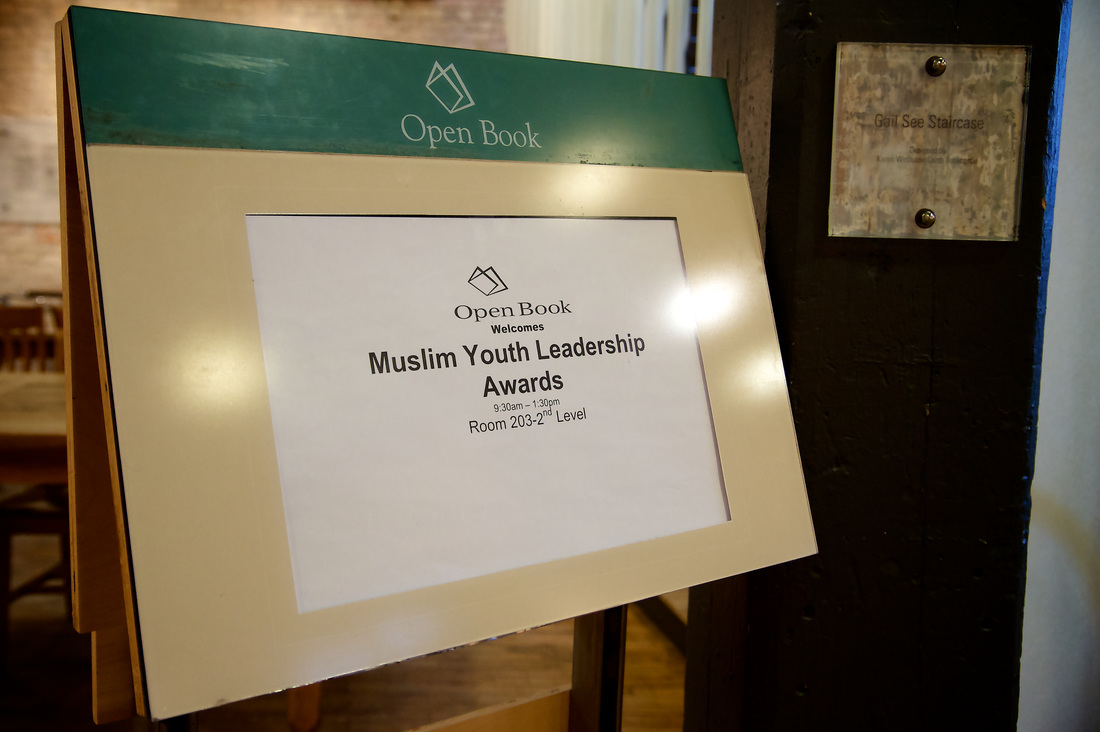 Open Book
Open Book
Welcomes
Muslim Youth Leadership
Awards
9:30am – 1:30pm
Room 203-2nd Level
Gail See Staircase